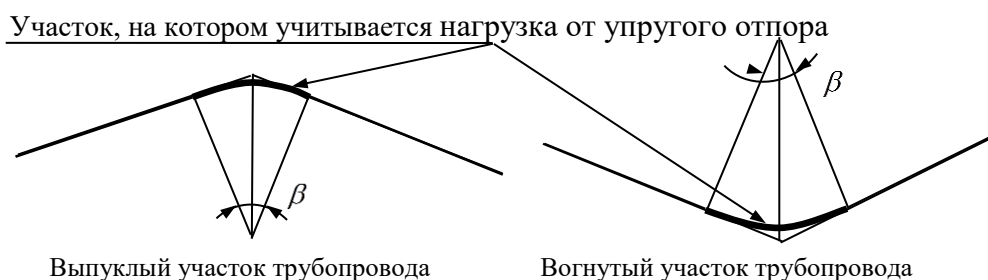 Участок, на котором учитывается нагрузка от упругого отпора
β
β
Выпуклый участок трубопровода
Вогнутый участок трубопровода